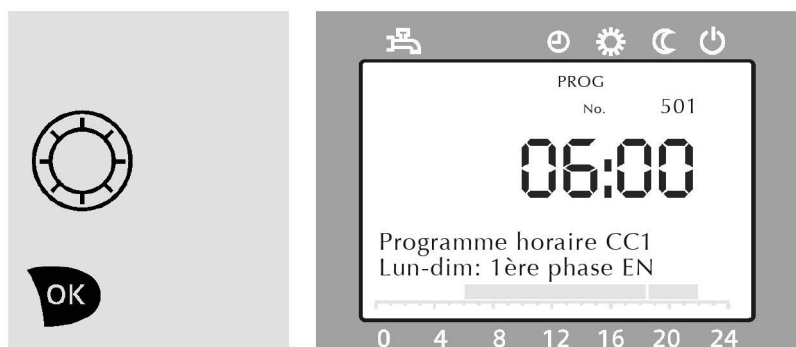 PROG
No. 501
06:00
Programme horaire CC1
Lun-dim: 1ère phase EN
OK
0 4 8 12 16 20 24